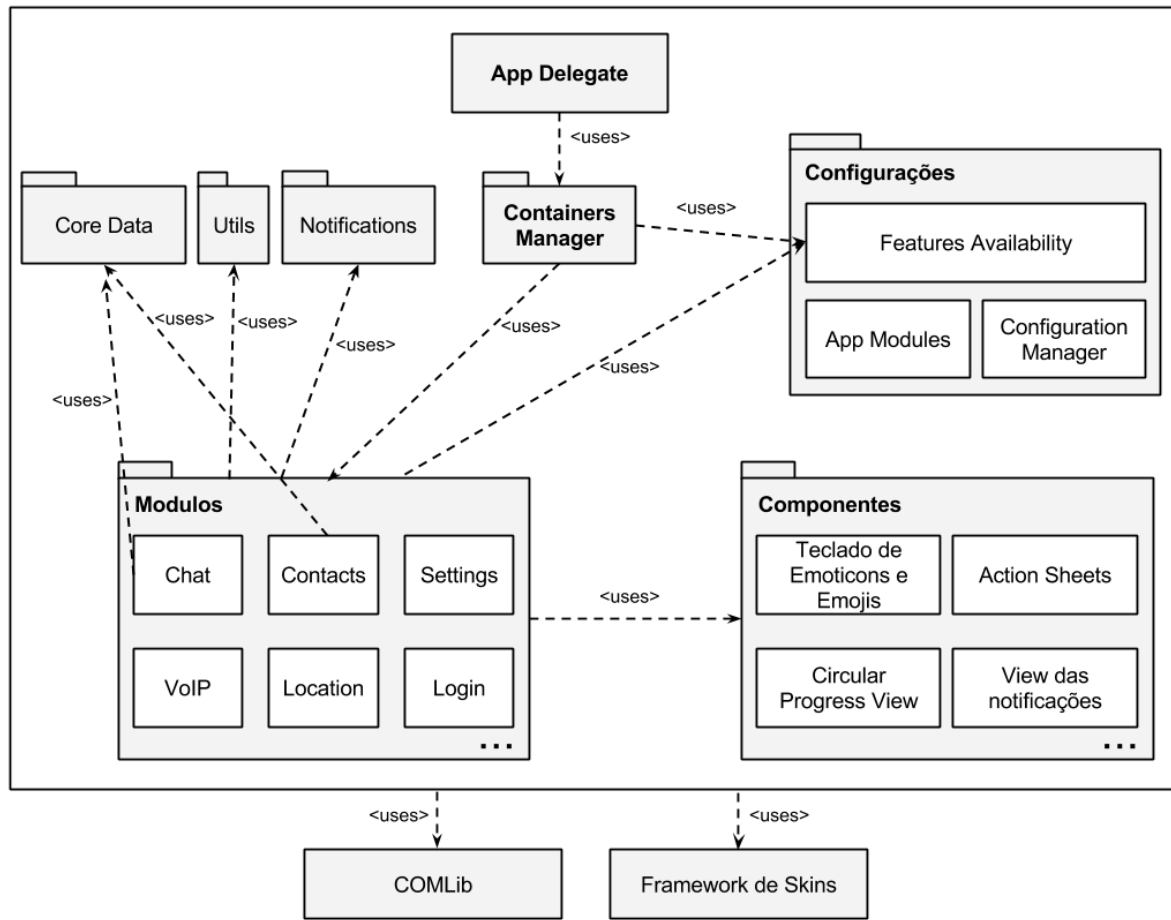 App Delegate
<uses>
Configurações
Core Data
Utils
Notifications
Containers
Manager
<uses>
Features Availability
<uses>
<uses>
<uses>
<uses>
App Modules
Configuration
Manager
<uses>
<uses>
Modulos
Componentes
Chat
Contacts
Settings
Teclado de
Emoticons e
Emojis
Action Sheets
<uses>
VoIP
Location
Login
Circular
Progress View
View das
notificações
...
...
<uses>
<uses>
COMLib
Framework de Skins